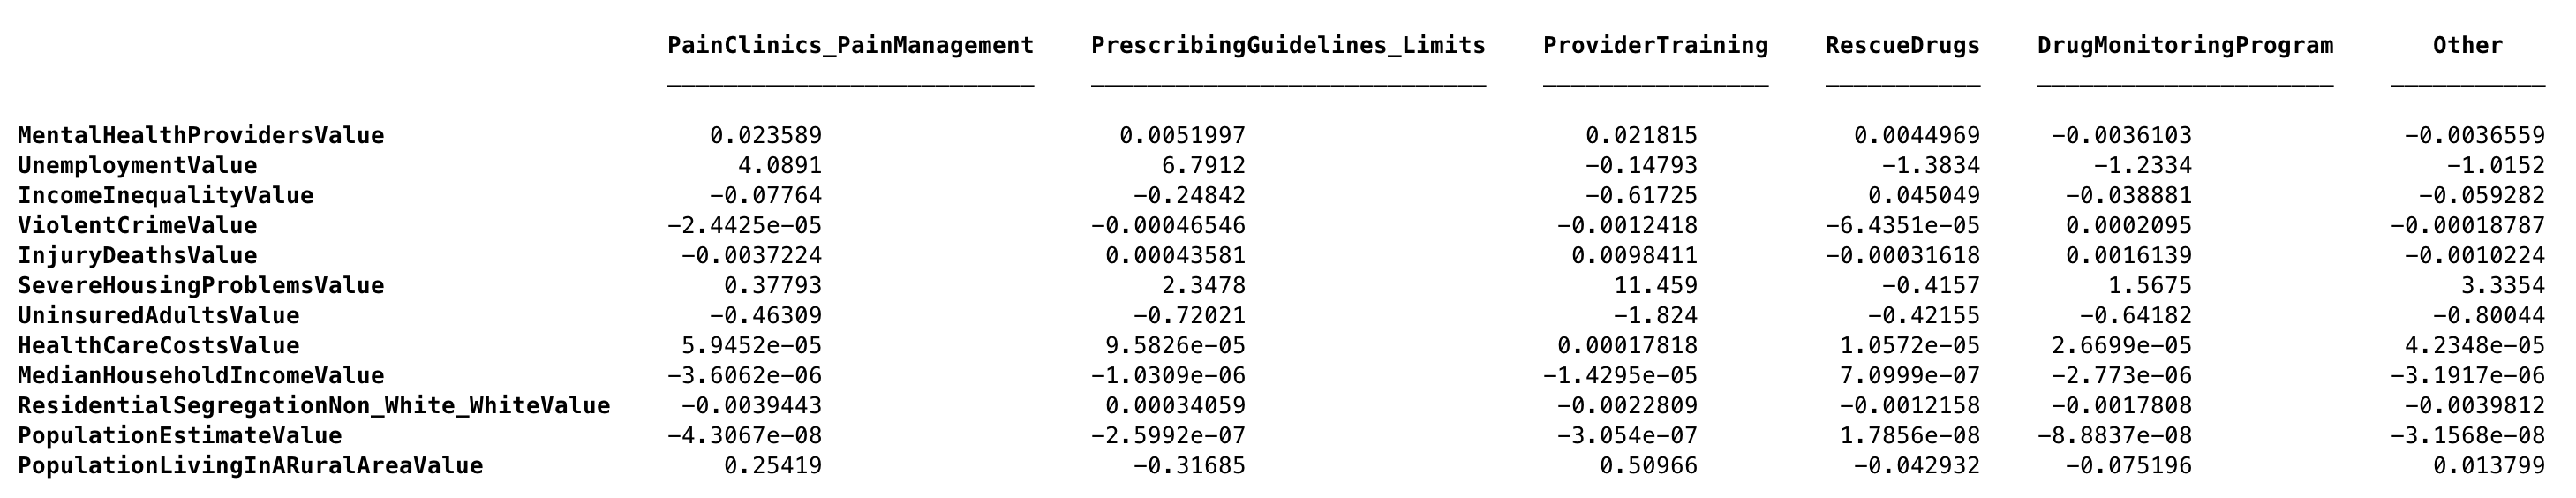 PainClinics_PainManagement PrescribingGuidelines_Limits ProviderTraining RescueDrugs DrugMonitoringProgram Other
MentalHealthProvidersValue 0.023589 0.0051997 0.021815 0.0044969 −0.0036103 −0.0036559
UnemploymentValue 4.0891 6.7912 −0.14793 −1.3834 −1.2334 −1.0152
IncomeInequalityValue −0.07764 −0.24842 −0.61725 0.045049 −0.038881 −0.059282
ViolentCrimeValue −2.4425e−05 −0.00046546 −0.0012418 −6.4351e−05 0.0002095 −0.00018787
InjuryDeathsValue −0.0037224 0.00043581 0.0098411 −0.00031618 0.0016139 −0.0010224
SevereHousingProblemsValue 0.37793 2.3478 11.459 −0.4157 1.5675 3.3354
UninsuredAdultsValue −0.46309 −0.72021 −1.824 −0.42155 −0.64182 −0.80044
HealthCareCostsValue 5.9452e−05 9.5826e−05 0.00017818 1.0572e−05 2.6699e−05 4.2348e−05
MedianHouseholdIncomeValue −3.6062e−06 −1.0309e−06 −1.4295e−05 7.0999e−07 −2.773e−06 −3.1917e−06
ResidentialSegregationNon_White_WhiteValue −0.0039443 0.00034059 −0.0022809 −0.0012158 −0.0017808 −0.0039812
PopulationEstimateValue −4.3067e−08 −2.5992e−07 −3.054e−07 1.7856e−08 −8.8837e−08 −3.1568e−08
PopulationLivingInARuralAreaValue 0.25419 −0.31685 0.50966 −0.042932 −0.075196 0.013799